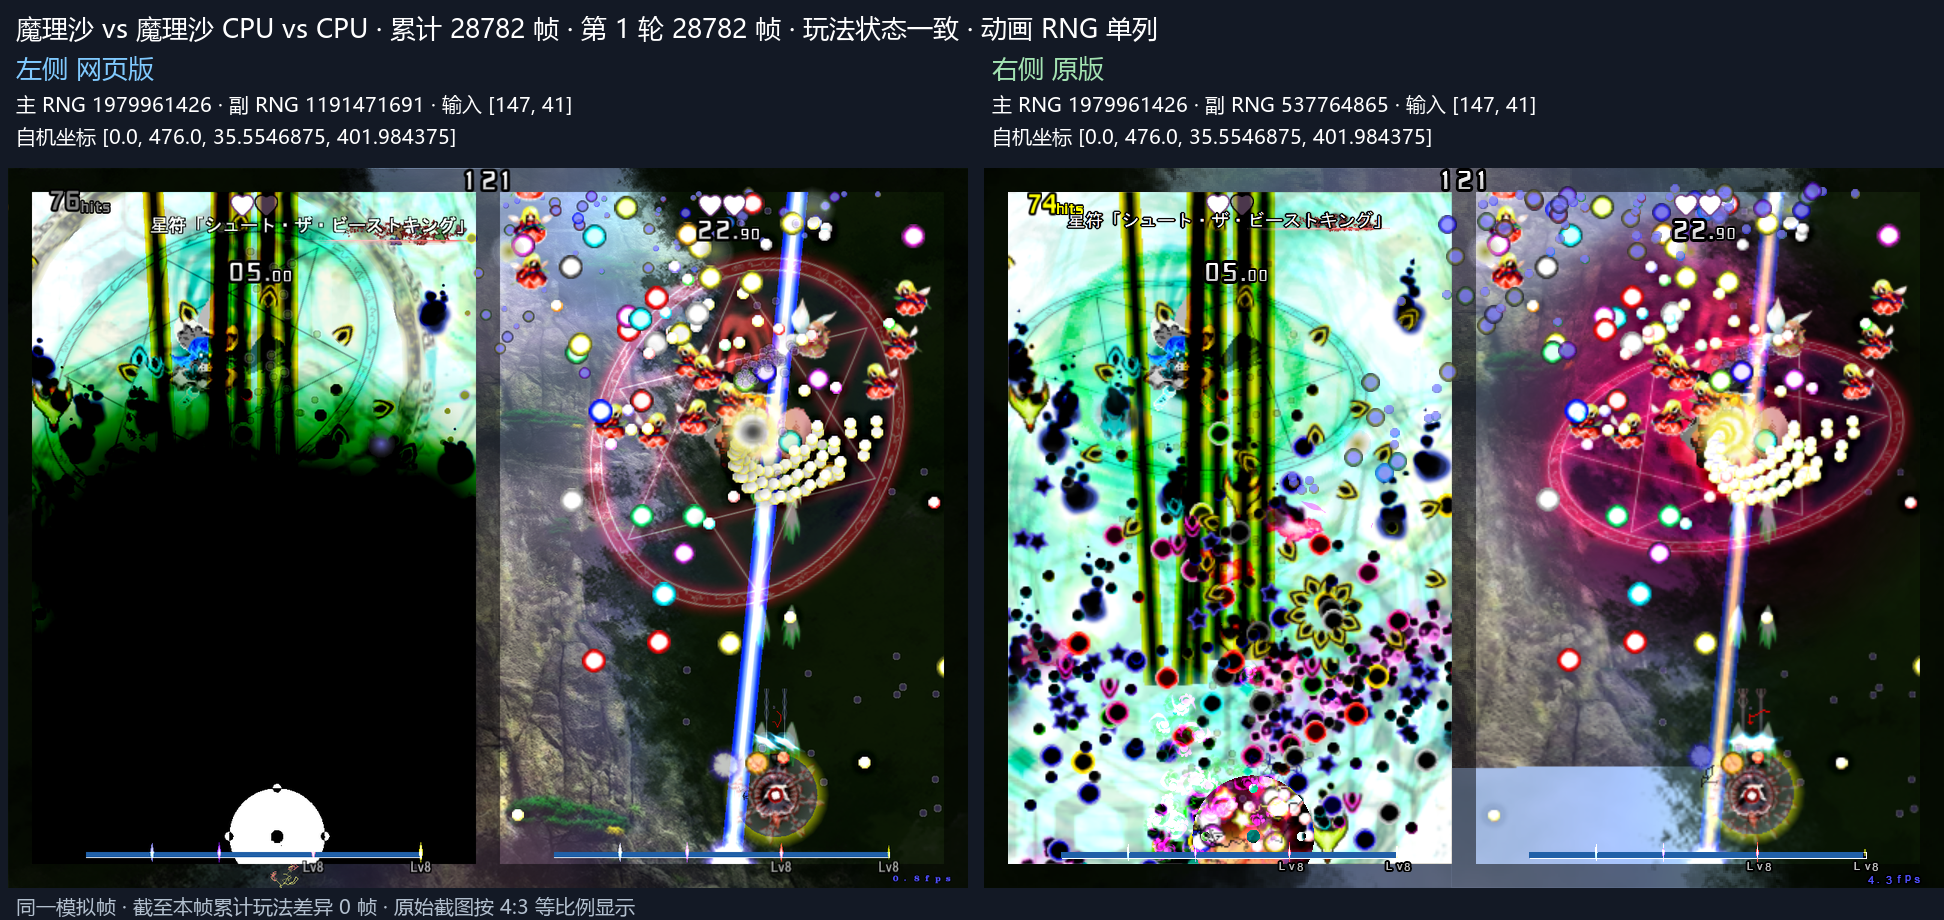 魔理沙 vs 魔理沙 CPU vs CPU · 累计 28782 帧 · 第 1 轮 28782 帧 · 玩法状态一致 · 动画 RNG 单列
左侧 网页版
主 RNG 1979961426 · 副 RNG 1191471691 · 输入 [147, 41]
自机坐标 [0.0, 476.0, 35.5546875, 401.984375]
右侧 原版
主 RNG 1979961426 · 副 RNG 537764865 · 输入 [147, 41]
自机坐标 [0.0, 476.0, 35.5546875, 401.984375]
121
76hits
星符「シュート・ザ・ビーストキング」
05.00
22.90
Lv8
Lv8
Lv8
Lv8
0.8fps
121
74hits
星符「シュート・ザ・ビーストキング」
05.00
22.90
Lv8
Lv8
Lv8
Lv8
4.3fps
同一模拟帧 · 截至本帧累计玩法差异 0 帧 · 原始截图按 4:3 等比例显示